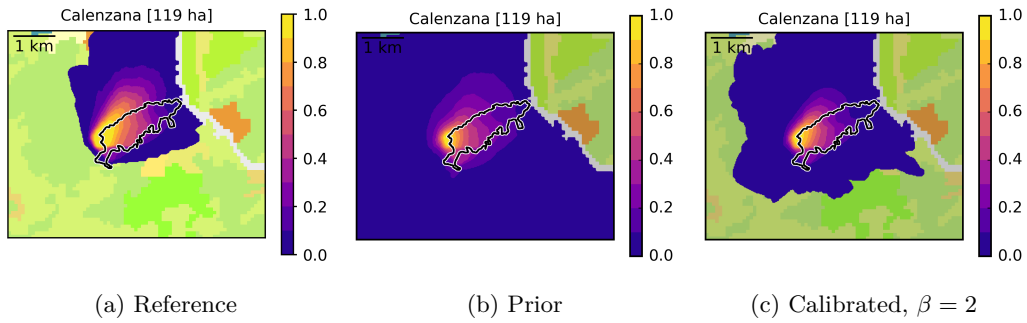 Calenzana [119 ha]
1 km
1.0
0.8
0.6
0.4
0.2
0.0
(a) Reference
Calenzana [119 ha]
1 km
1.0
0.8
0.6
0.4
0.2
0.0
(b) Prior
Calenzana [119 ha]
1 km
1.0
0.8
0.6
0.4
0.2
0.0
(c) Calibrated, β = 2